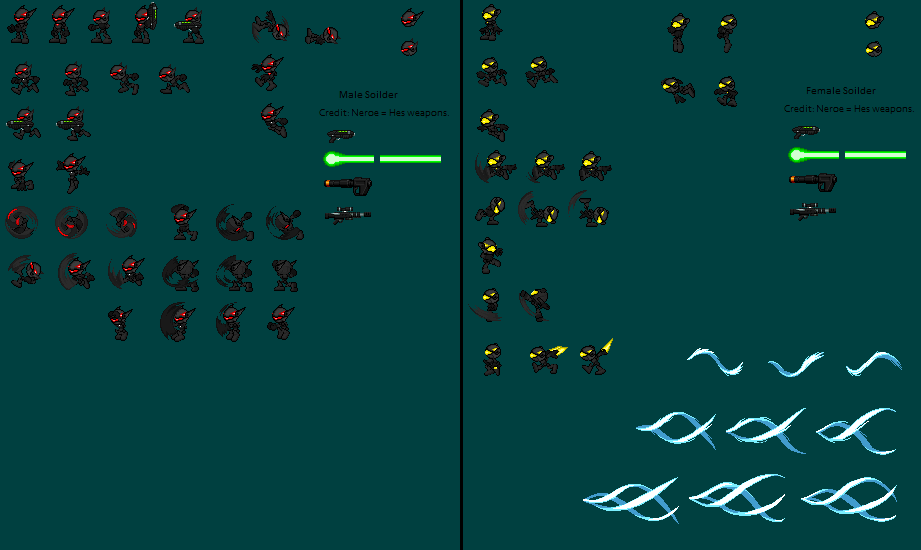 Male Soilder
Credit: Neroe = Hes weapons.
Female Soilder
Credit: Neroe = Hes weapons.